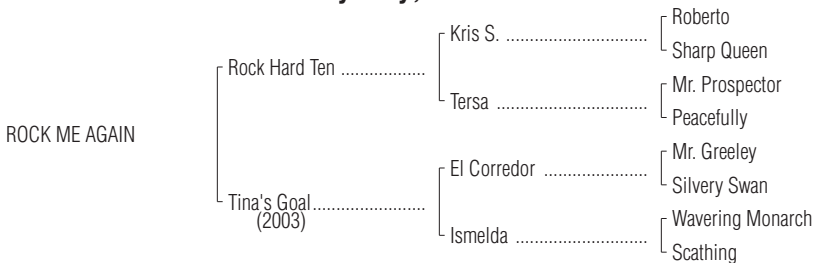 Roberto
Kris S. ..............................
Sharp Queen
Rock Hard Ten ..................
Mr. Prospector
Tersa ................................
Peacefully
ROCK ME AGAIN
Mr. Greeley
El Corredor ......................
Silvery Swan
Tina's Goal........................
(2003)
Wavering Monarch
Ismelda ............................
Scathing